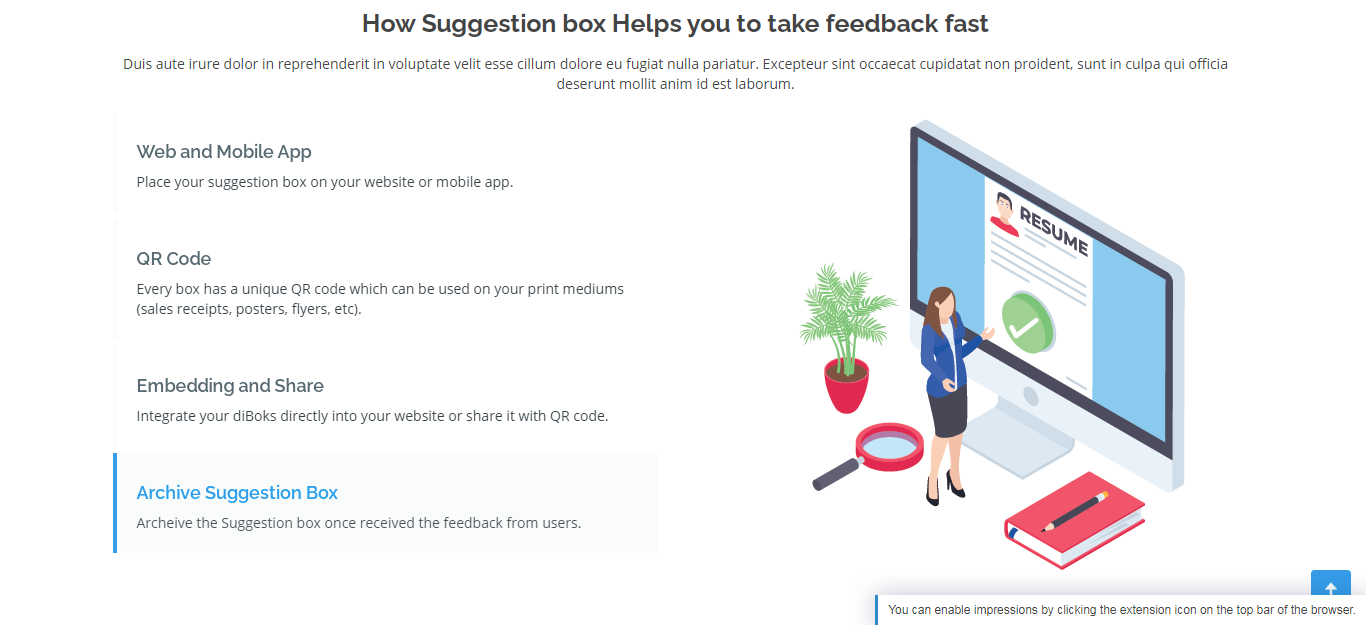 How Suggestion box Helps you to take feedback fast
Duis aute irure dolor in reprehenderit in voluptate velit esse cillum dolore eu fugiat nulla pariatur. Excepteur sint occaecat cupidatat non proident, sunt in culpa qui officia
deserunt mollit anim id est laborum.
Web and Mobile App
Place your suggestion box on your website or mobile app.
QR Code
Every box has a unique QR code which can be used on your print mediums
(sales receipts, posters, flyers, etc).
Embedding and Share
Integrate your diBoks directly into your website or share it with QR code.
Archive Suggestion Box
Archeive the Suggestion box once received the feedback from users.
RESUME
You can enable impressions by clicking the extension icon on the top bar of the browser.